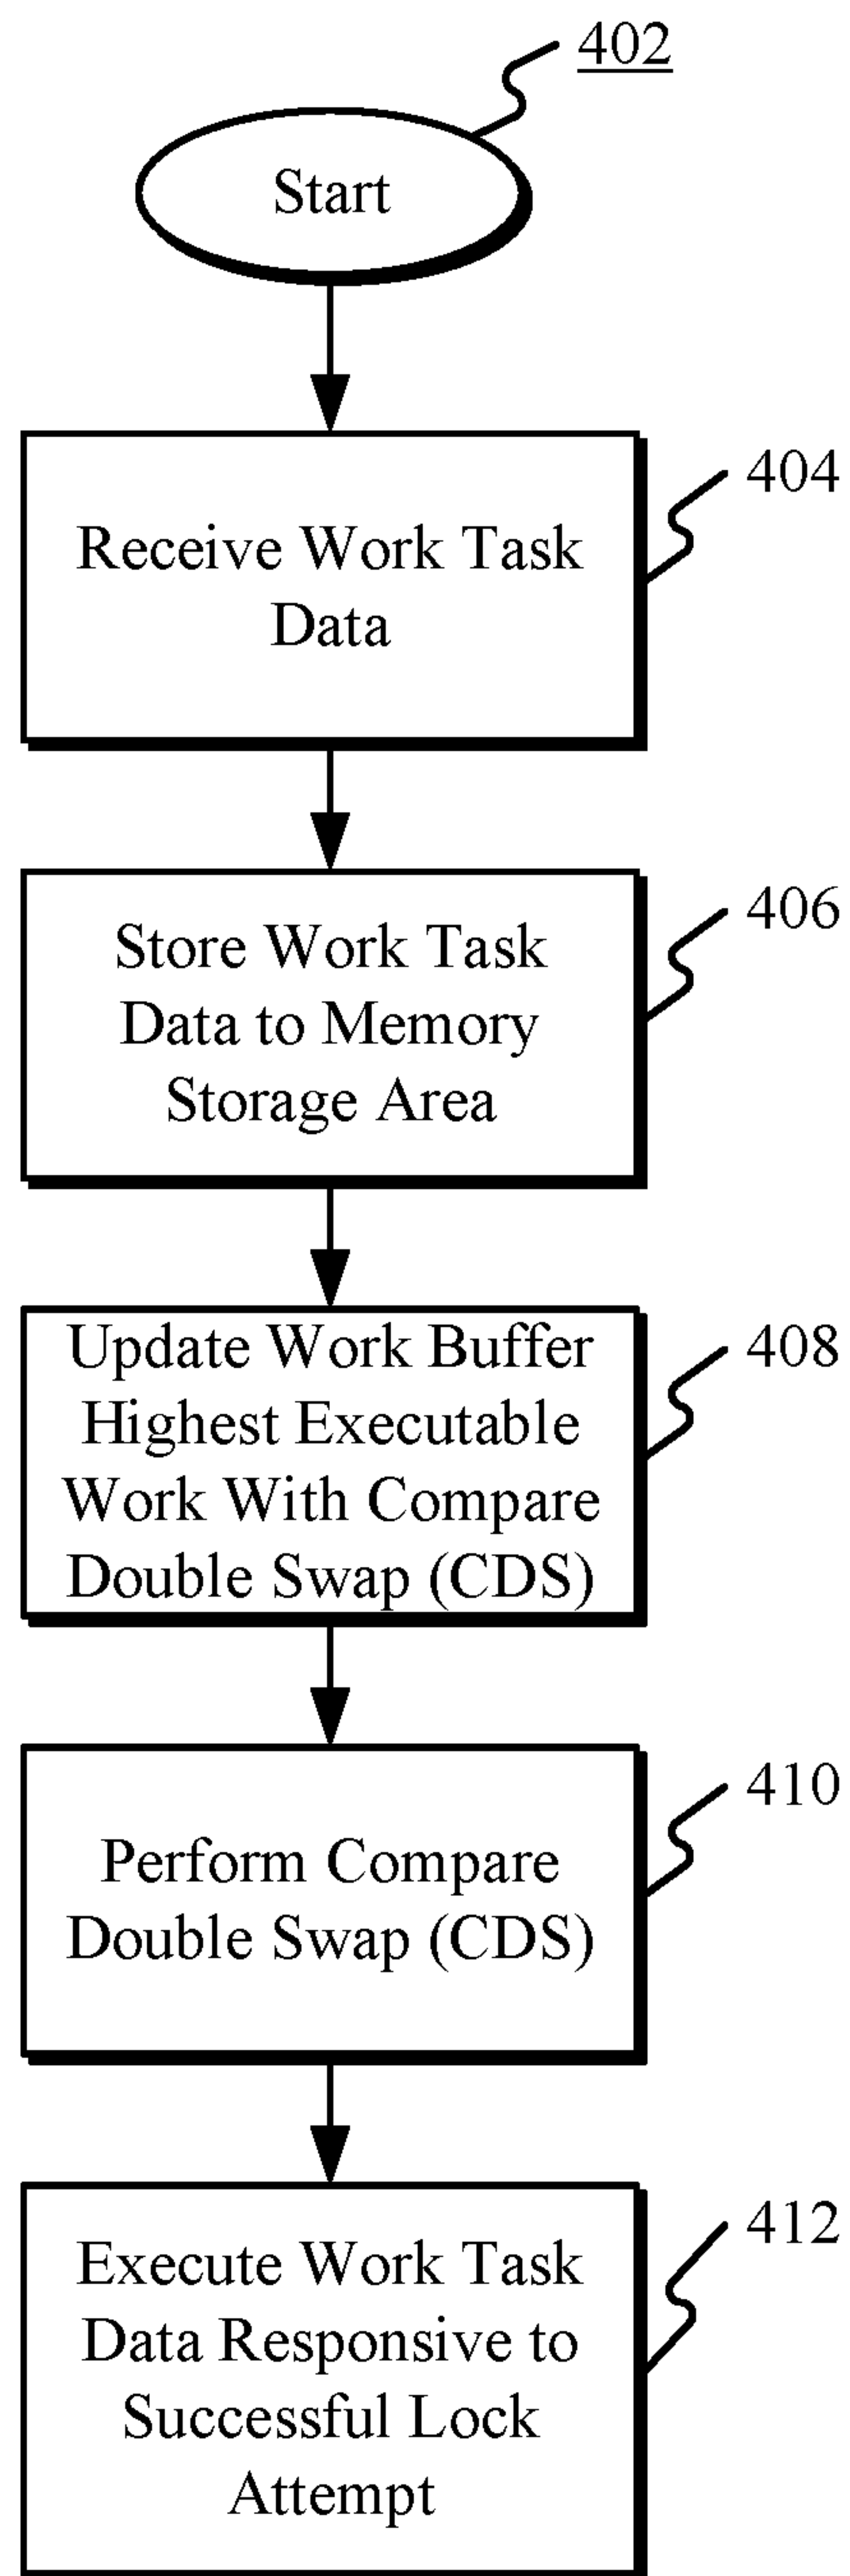 402
Start
404
Receive Work Task
Data
406
Store Work Task
Data to Memory
Storage Area
408
Update Work Buffer
Highest Executable
Work With Compare
Double Swap (CDS)
410
Perform Compare
Double Swap (CDS)
412
Execute Work Task
Data Responsive to
Successful Lock
Attempt